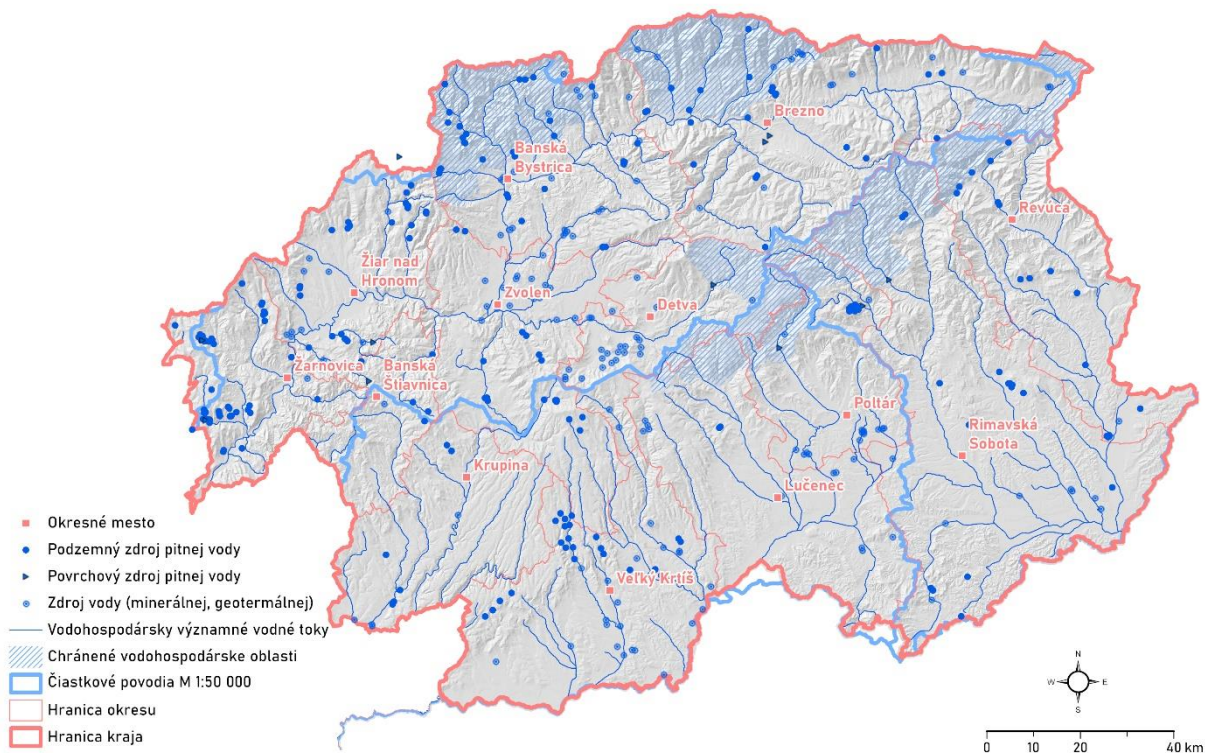 Brezno
Banská
Bystrica
Revúca
Žiar nad
Hronom
Zvolen
Detva
Žarnovica
Banská
Štiavnica
Poltár
Rimavská
Sobota
Krupina
Lučenec
Veľký Krtíš
Okresné mesto
Podzemný zdroj pitnej vody
Povrchový zdroj pitnej vody
Zdroj vody (minerálnej, geotermálnej)
Vodohospodársky významné vodné toky
Chránené vodohospodárske oblasti
Čiastkové povodia M 1:50 000
Hranica okresu
Hranica kraja
N
W E
S
0 10 20 40 km